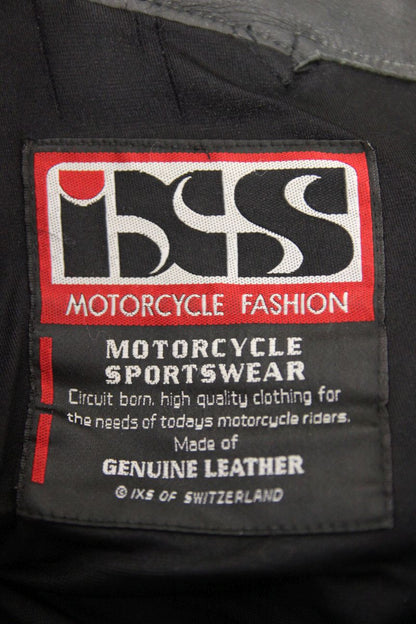 iXS
MOTORCYCLE FASHION
MOTORCYCLE
SPORTSWEAR
Circuit born, high quality clothing for
the needs of todays motorcycle riders.
Made of
GENUINE LEATHER
© IXS OF SWITZERLAND